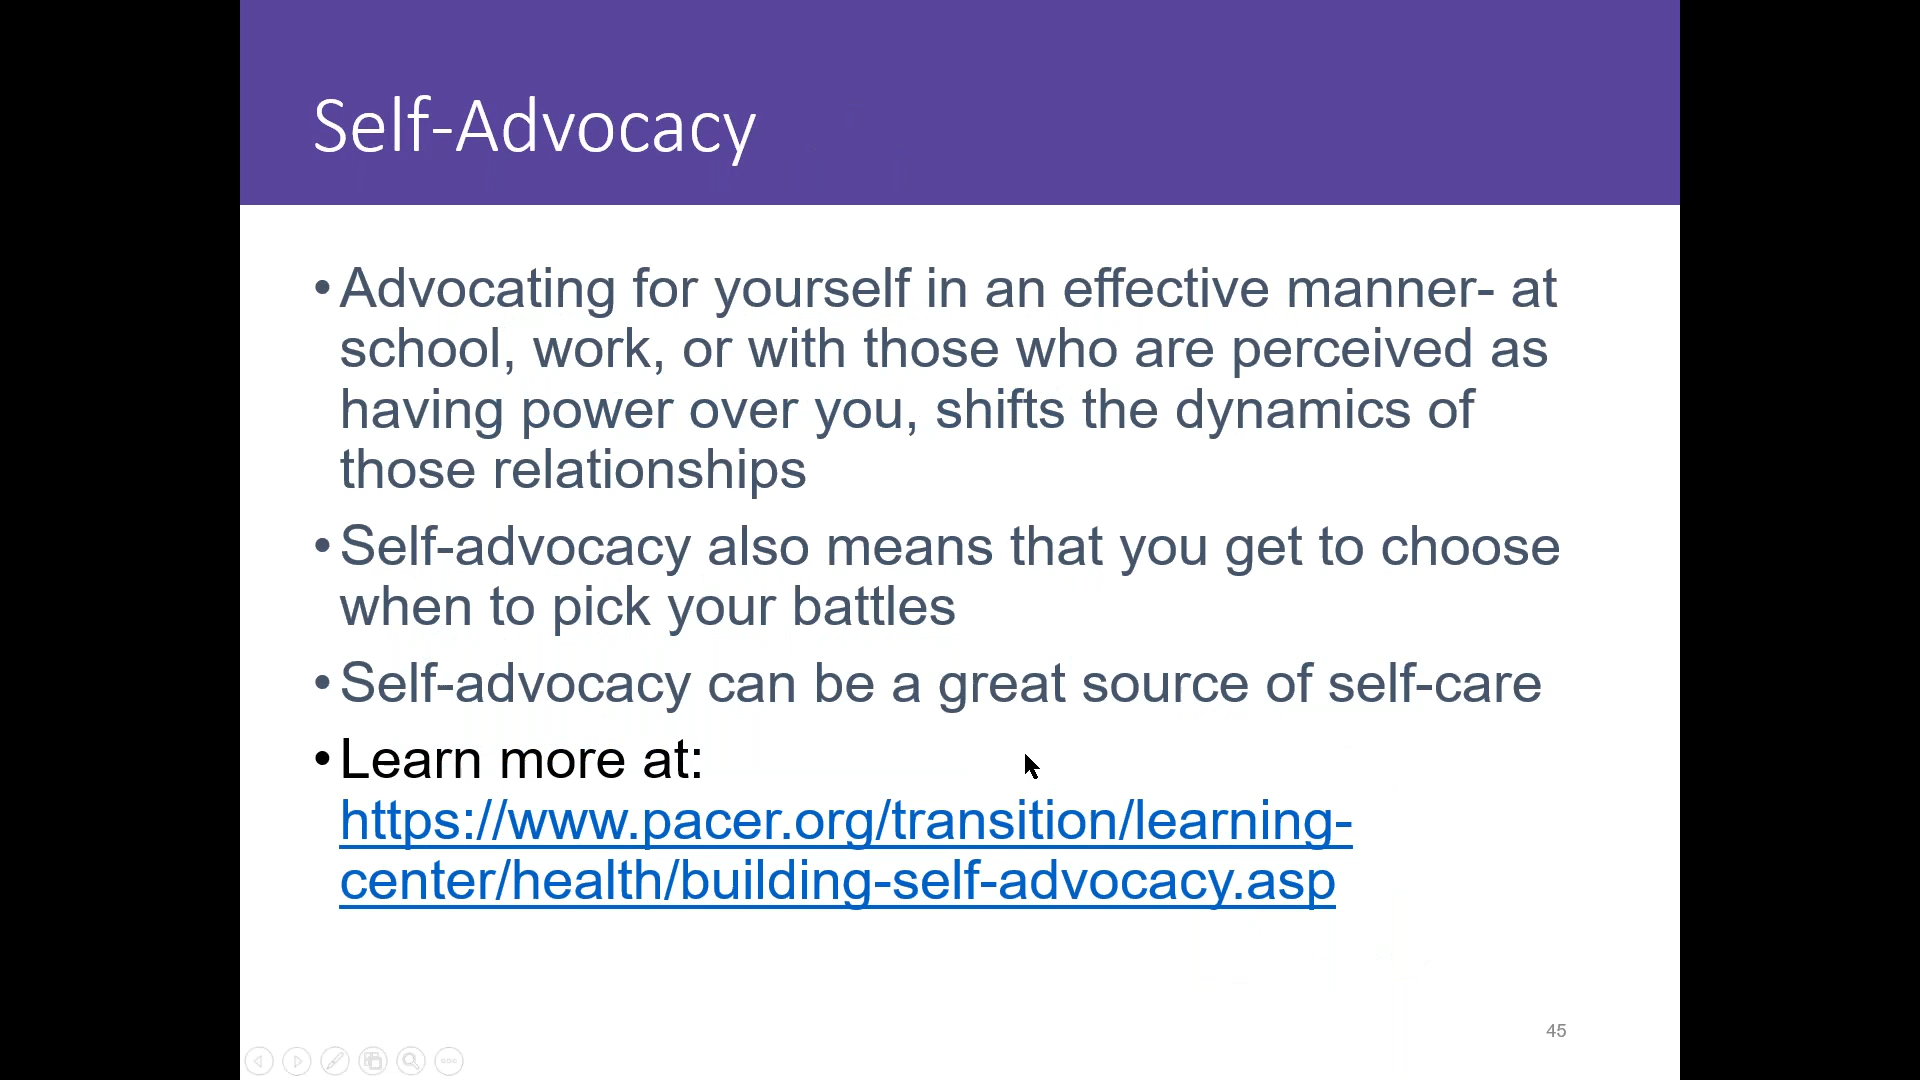 Self-Advocacy
•Advocating for yourself in an effective manner- at
school, work, or with those who are perceived as
having power over you, shifts the dynamics of
those relationships
•Self-advocacy also means that you get to choose
when to pick your battles
•Self-advocacy can be a great source of self-care
•Learn more at:
https://www.pacer.org/transition/learning-
center/health/building-self-advocacy.asp
45